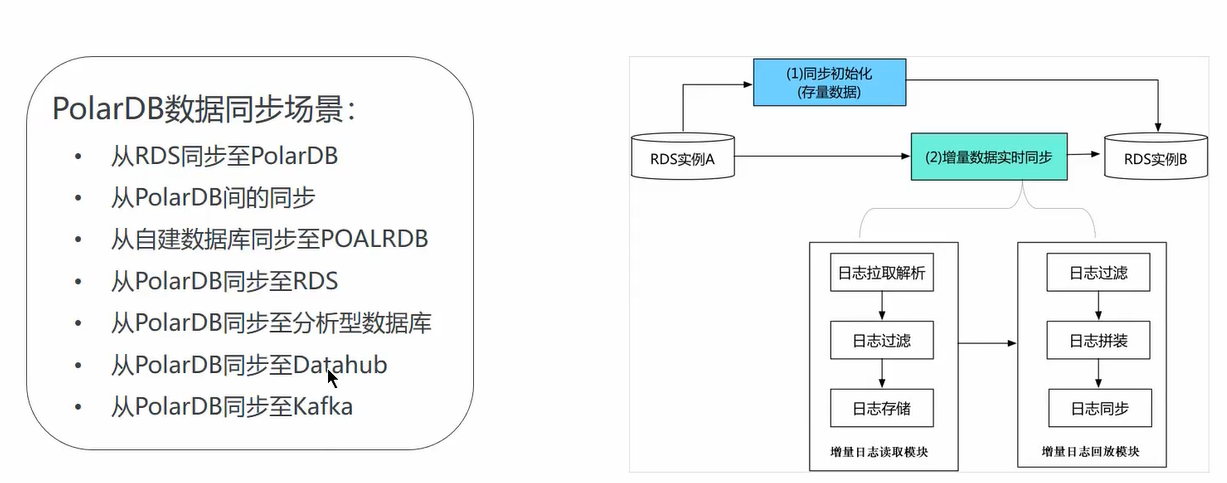 PolarDB数据同步场景：
• 从RDS同步至PolarDB
• 从PolarDB间的同步
• 从自建数据库同步至POALRDB
• 从PolarDB同步至RDS
• 从PolarDB同步至分析型数据库
• 从PolarDB同步至Datahub
• 从PolarDB同步至Kafka
(1)同步初始化
(存量数据)
RDS实例A
(2)增量数据实时同步
RDS实例B
日志拉取解析
日志过滤
日志存储
增量日志读取模块
日志过滤
日志拼装
日志同步
增量日志回放模块